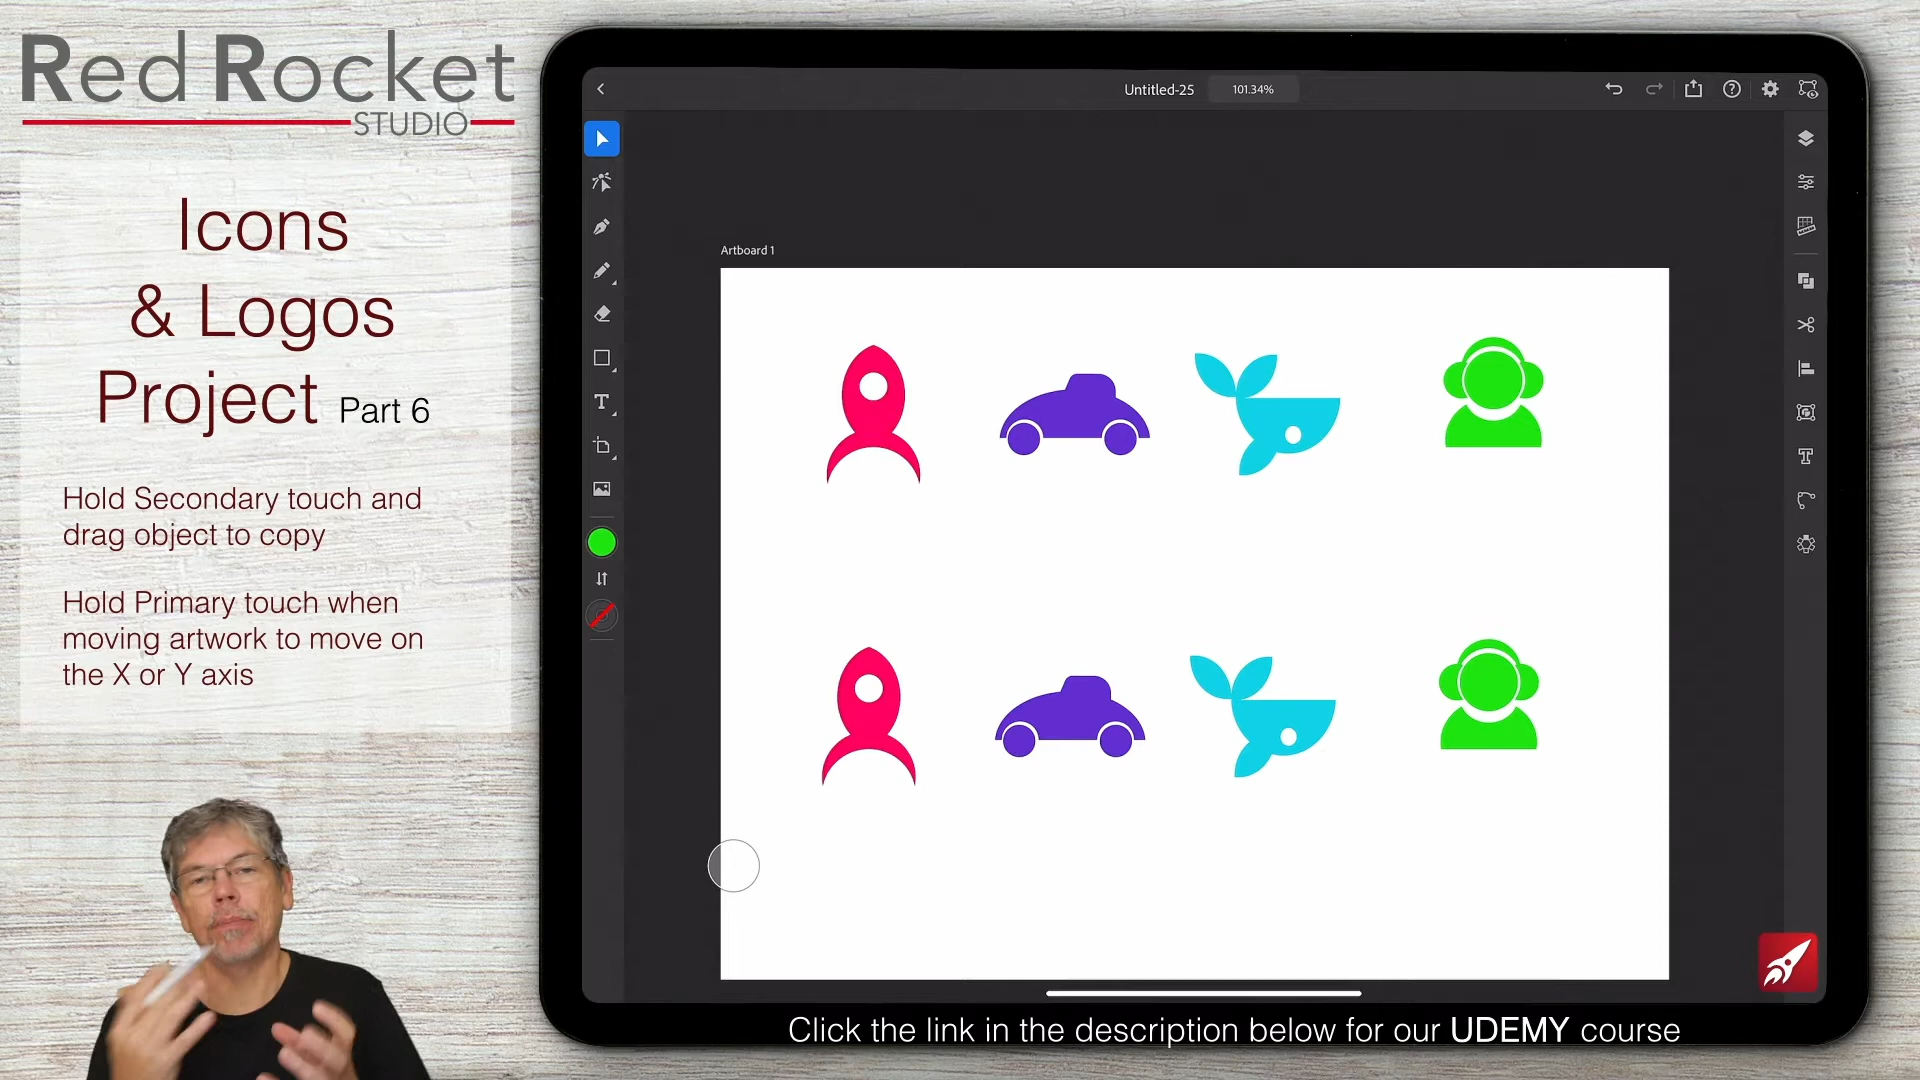 Red Rocket
STUDIO
Icons
& Logos
Project Part 6
Hold Secondary touch and
drag object to copy
Hold Primary touch when
moving artwork to move on
the X or Y axis
Untitled-25
101.34%
Artboard 1
Click the link in the description below for our UDEMY course